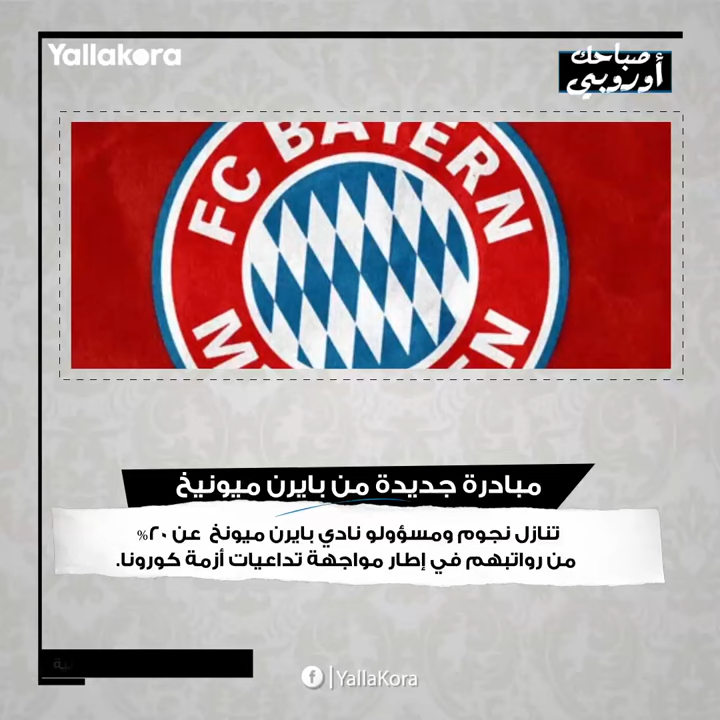 Yallakora
صباحك
أوروبي
FC BAYERN
مبادرة جديدة من بايرن ميونيخ
تنازل نجوم ومسؤولو نادي بايرن ميونخ عن ٢٠%
من رواتبهم في إطار مواجهة تداعيات أزمة كورونا.
f | YallaKora